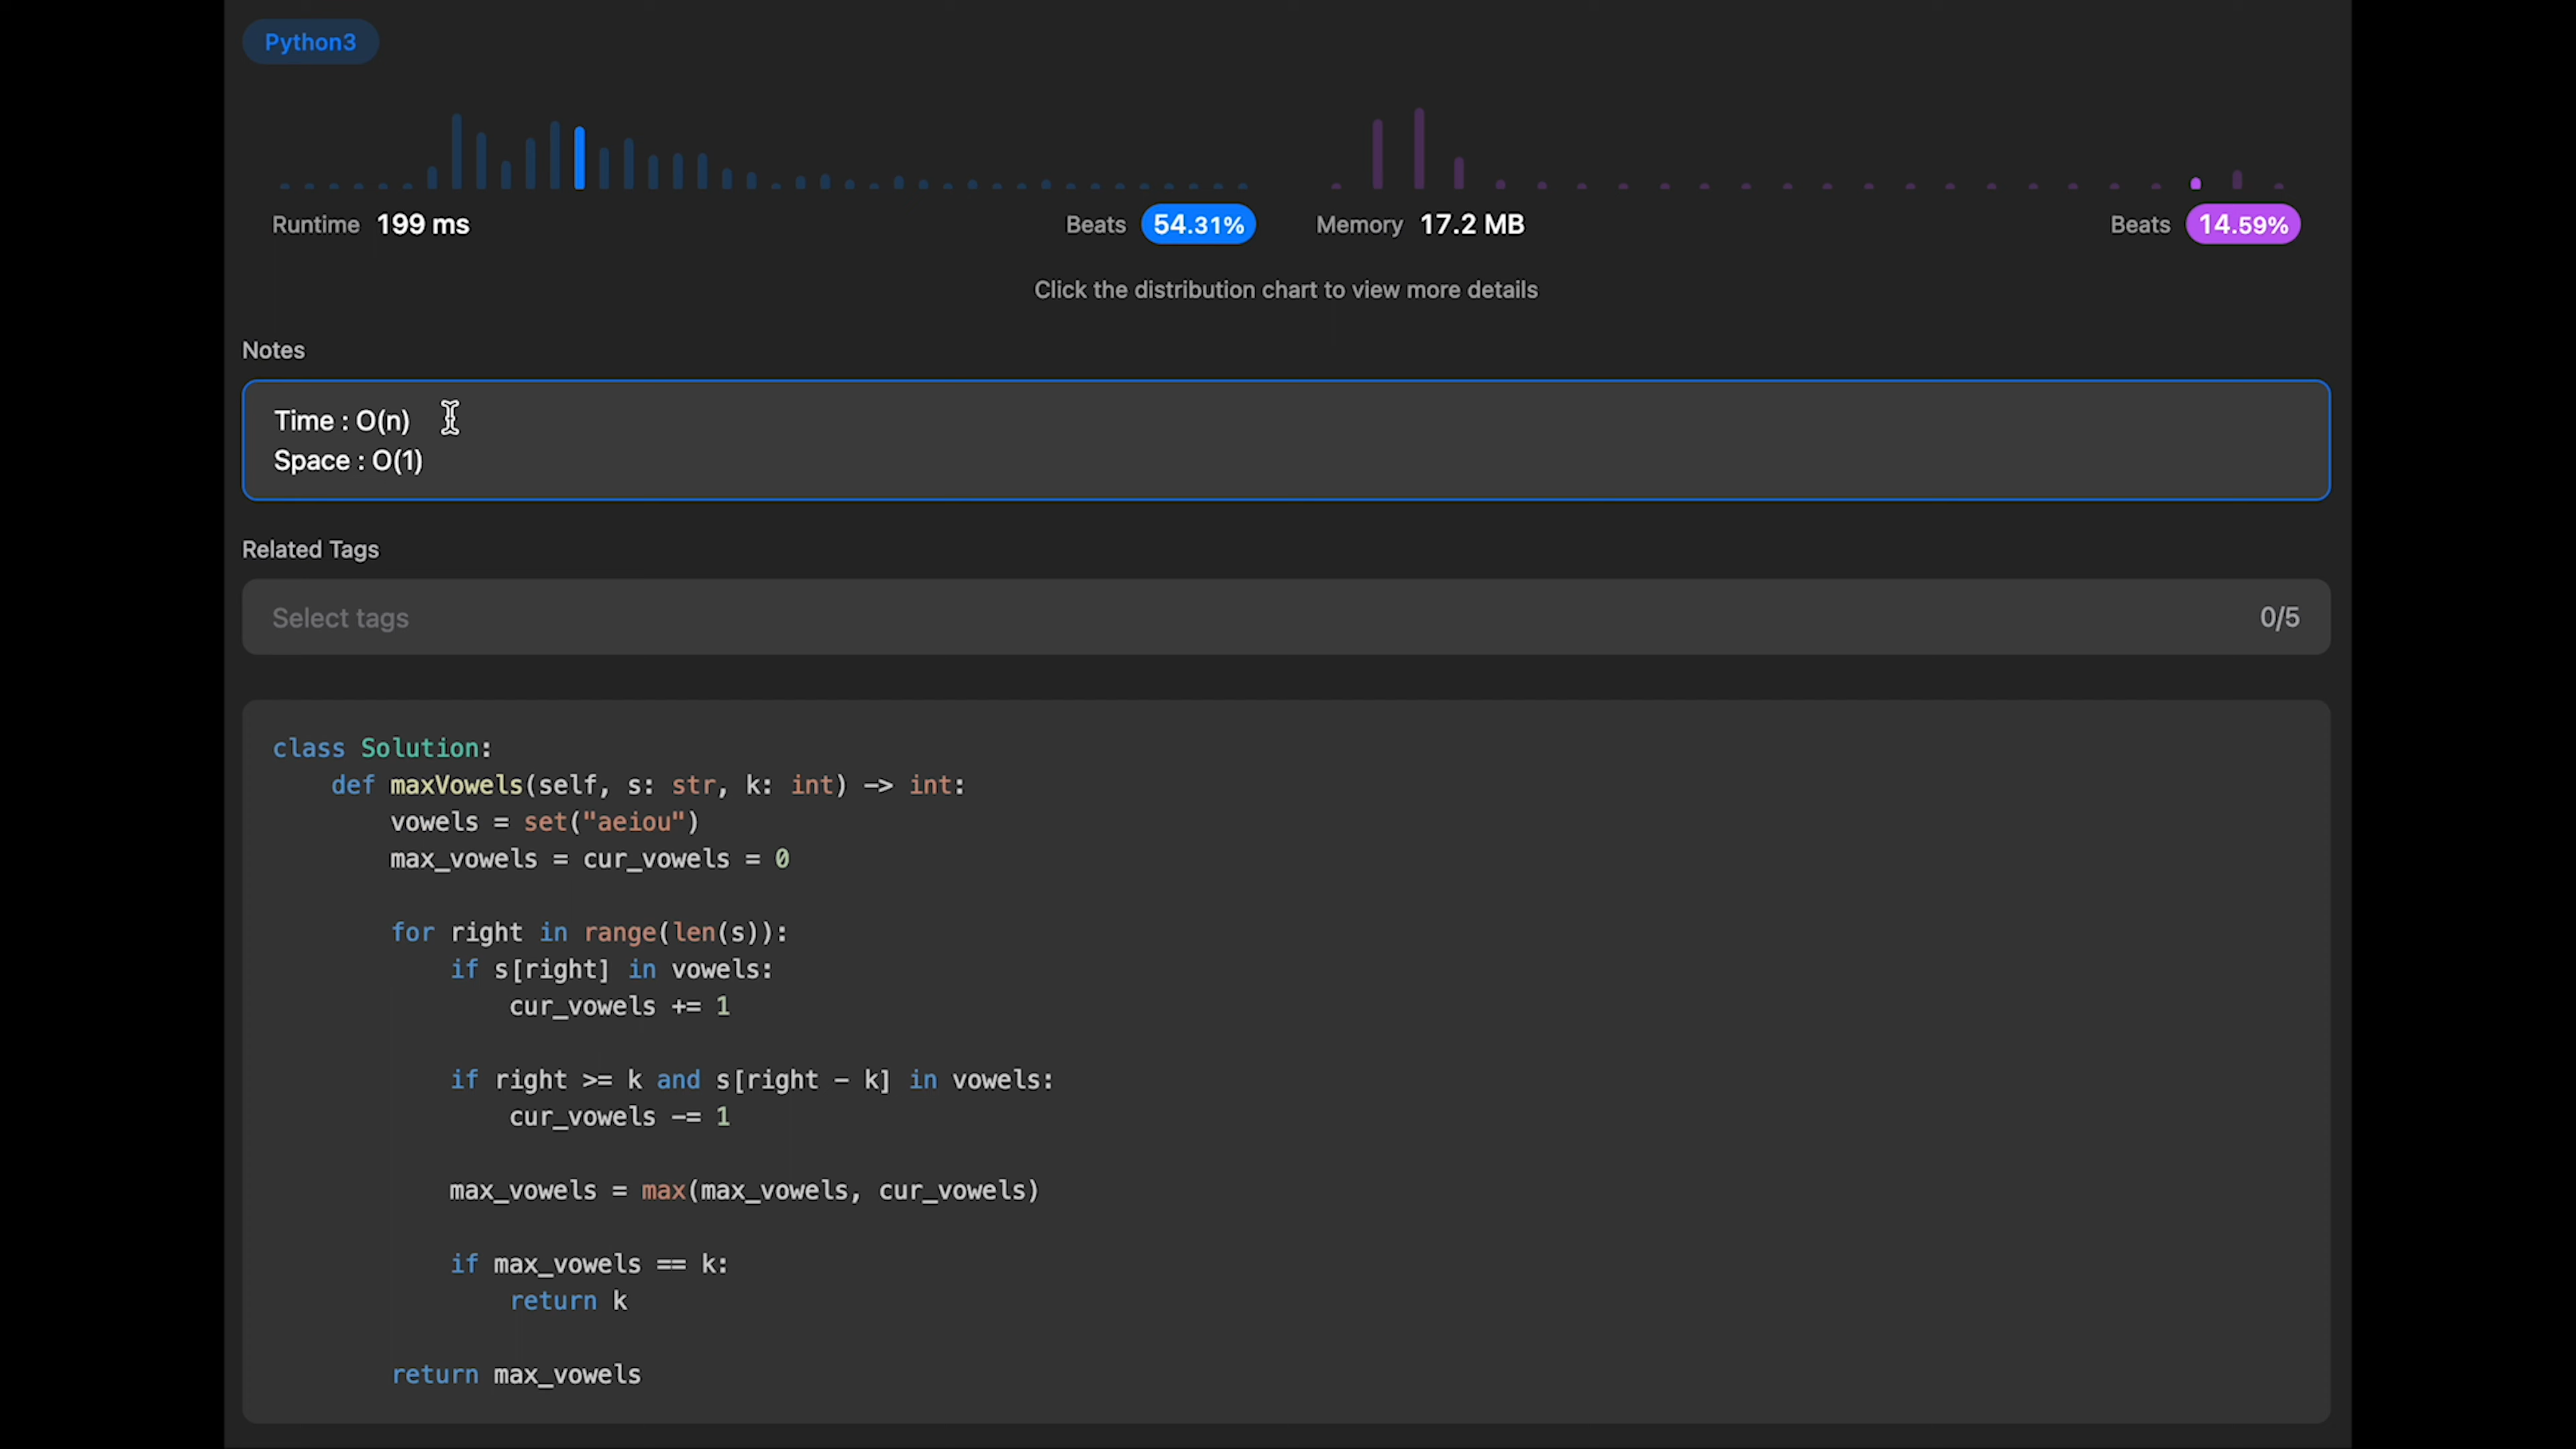 Python3
Runtime 199 ms Beats 54.31% Memory 17.2 MB Beats 14.59%
Click the distribution chart to view more details
Notes
Time : O(n)
Space : O(1)
Related Tags
Select tags 0/5
class Solution:
    def maxVowels(self, s: str, k: int) -> int:
        vowels = set("aeiou")
        max_vowels = cur_vowels = 0
        for right in range(len(s)):
            if s[right] in vowels:
                cur_vowels += 1
            if right >= k and s[right - k] in vowels:
                cur_vowels -= 1
            max_vowels = max(max_vowels, cur_vowels)
            if max_vowels == k:
                return k
        return max_vowels